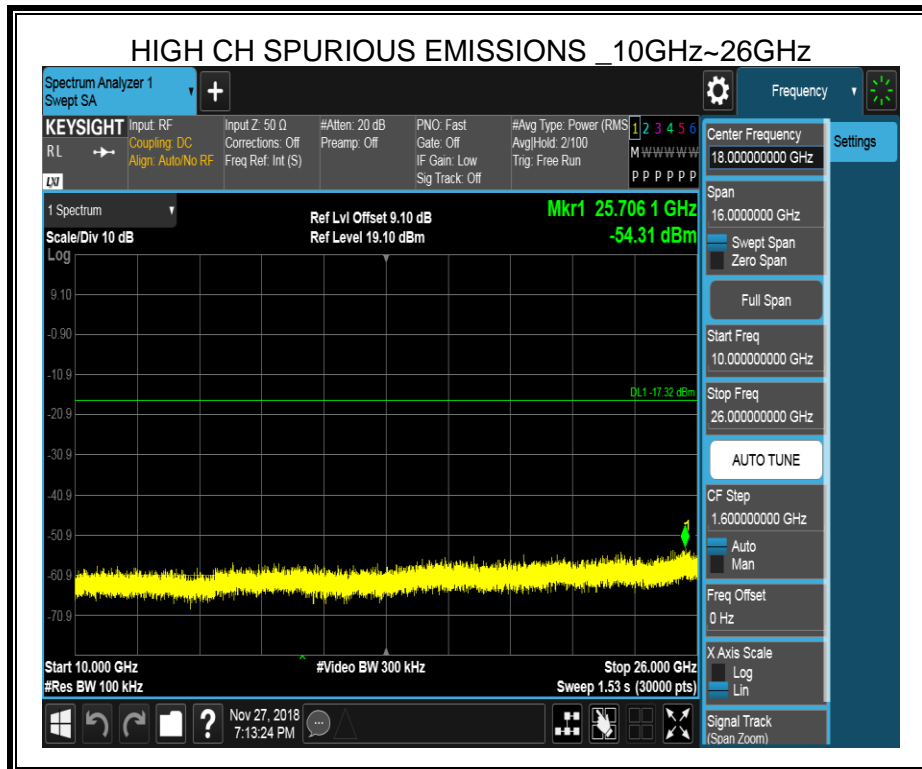 HIGH CH SPURIOUS EMISSIONS _10GHz~26GHz
Spectrum Analyzer 1
Swept SA
+
Frequency
KEYSIGHT
RL
LXI
Input: RF
Coupling: DC
Align: Auto/No RF
Input Z: 50 Ω
Corrections: Off
Freq Ref: Int (S)
#Atten: 20 dB
Preamp: Off
PNO: Fast
Gate: Off
IF Gain: Low
Sig Track: Off
#Avg Type: Power (RMS
Avg|Hold: 2/100
Trig: Free Run
1 2 3 4 5 6
M W W W W W
P P P P P P
Center Frequency
18.000000000 GHz
Settings
1 Spectrum
Scale/Div 10 dB
Log
Ref Lvl Offset 9.10 dB
Ref Level 19.10 dBm
Mkr1 25.706 1 GHz
-54.31 dBm
9.10
-0.90
-10.9
-20.9
-30.9
-40.9
-50.9
-60.9
-70.9
DL1 -17.32 dBm
1
Start 10.000 GHz
#Res BW 100 kHz
#Video BW 300 kHz
Stop 26.000 GHz
Sweep 1.53 s (30000 pts)
Span
16.0000000 GHz
Swept Span
Zero Span
Full Span
Start Freq
10.000000000 GHz
Stop Freq
26.000000000 GHz
AUTO TUNE
CF Step
1.600000000 GHz
Auto
Man
Freq Offset
0 Hz
X Axis Scale
Log
Lin
Signal Track
(Span Zoom)
?
Nov 27, 2018
7:13:24 PM